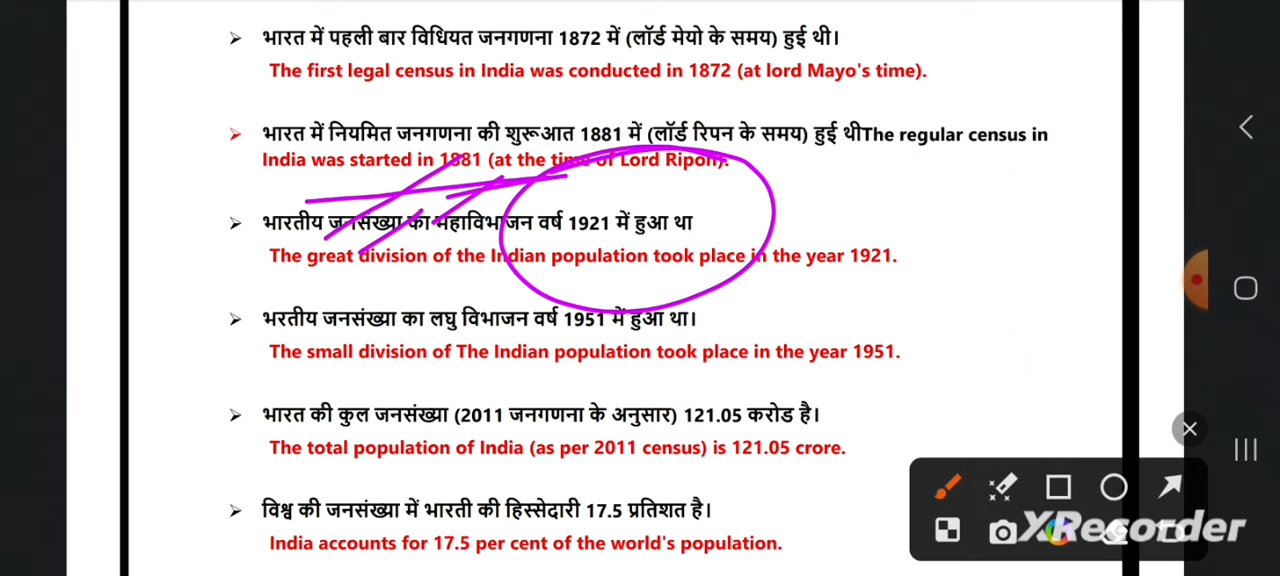 भारत में पहली बार विधियत जनगणना 1872 में (लॉर्ड मेयो के समय) हुई थी।
The first legal census in India was conducted in 1872 (at lord Mayo's time).
भारत में नियमित जनगणना की शुरूआत 1881 में (लॉर्ड रिपन के समय) हुई थीThe regular census in
India was started in 1881 (at the time of Lord Ripon).
भारतीय जनसंख्या का महाविभाजन वर्ष 1921 में हुआ था
The great division of the Indian population took place in the year 1921.
भरतीय जनसंख्या का लघु विभाजन वर्ष 1951 में हुआ था।
The small division of The Indian population took place in the year 1951.
भारत की कुल जनसंख्या (2011 जनगणना के अनुसार) 121.05 करोड है।
The total population of India (as per 2011 census) is 121.05 crore.
विश्व की जनसंख्या में भारती की हिस्सेदारी 17.5 प्रतिशत है।
India accounts for 17.5 per cent of the world's population.
XRecorder